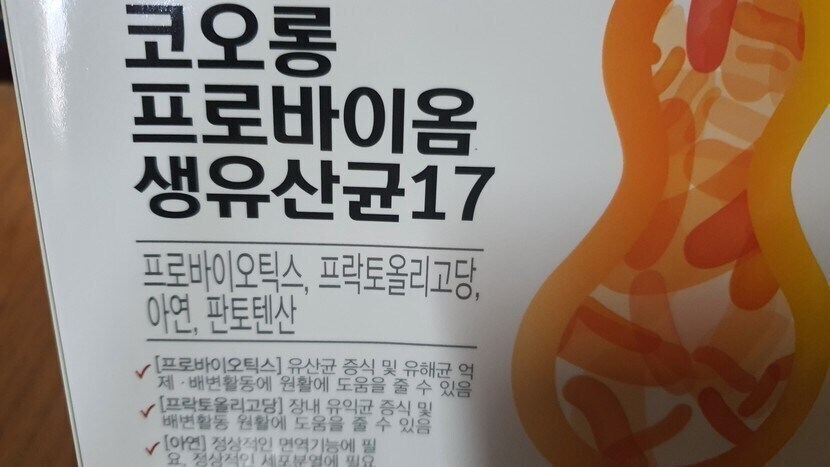 코오롱
프로바이옴
생유산균17
프로바이오틱스, 프락토올리고당,
아연, 판토텐산
[프로바이오틱스] 유산균 증식 및 유해균 억
제·배변활동에 원활에 도움을 줄 수 있음
[프락토올리고당] 장내 유익균 증식 및
배변활동 원활에 도움을 줄 수 있음
[아연] 정상적인 면역기능에 필
요, 정상적인 세포분열에 필요